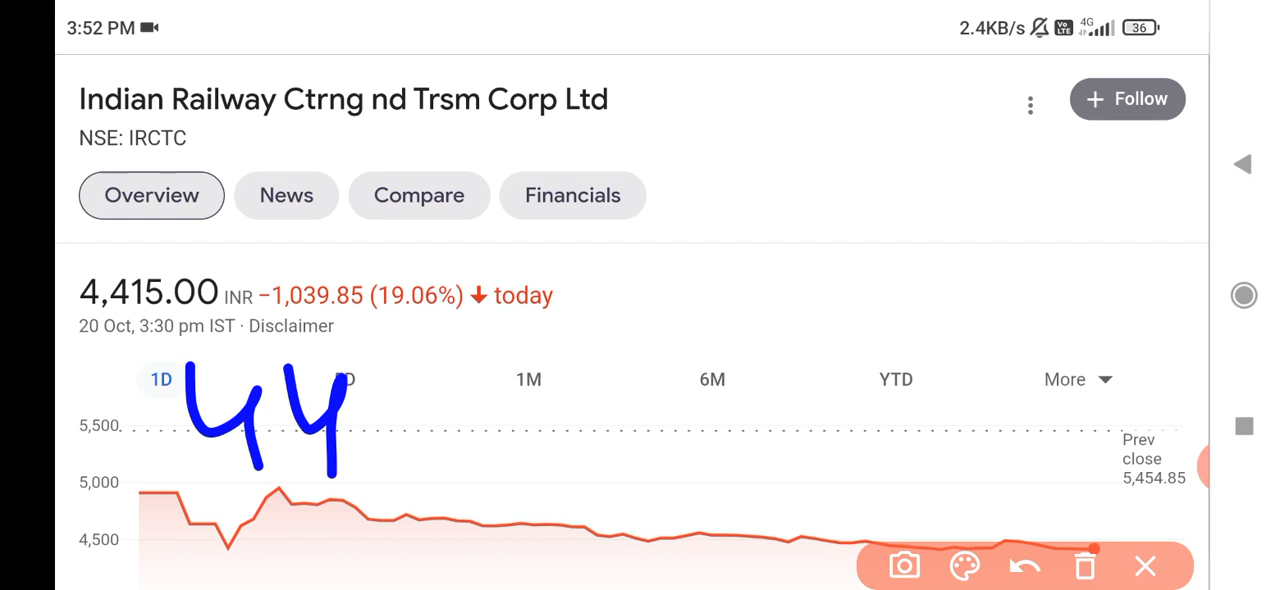 3:52 PM 2.4KB/s Vo LTE 4G 36
Indian Railway Ctrng nd Trsm Corp Ltd
+ Follow
NSE: IRCTC
Overview News Compare Financials
4,415.00 INR −1,039.85 (19.06%) ↓ today
20 Oct, 3:30 pm IST · Disclaimer
44
1D D 1M 6M YTD More
5,500
Prev
close
5,454.85
5,000
4,500